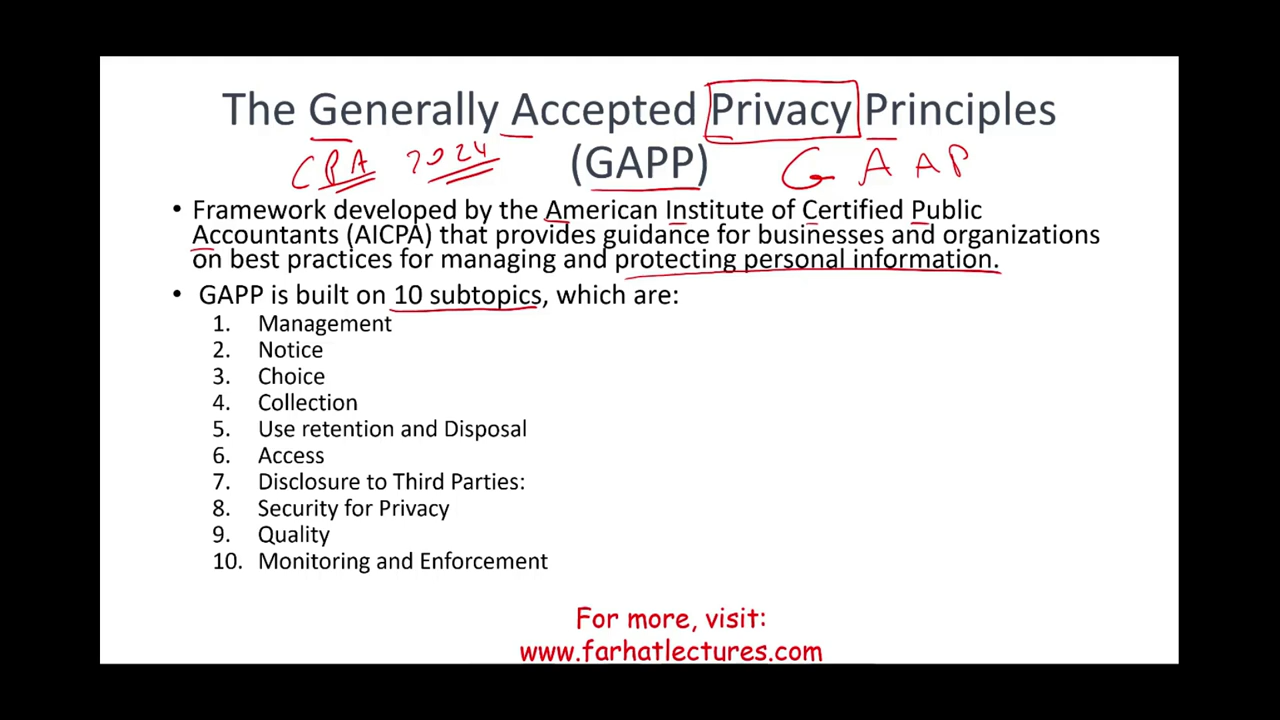 The Generally Accepted Privacy Principles
(GAPP)
CPA 2024 G A A P
• Framework developed by the American Institute of Certified Public
Accountants (AICPA) that provides guidance for businesses and organizations
on best practices for managing and protecting personal information.
• GAPP is built on 10 subtopics, which are:
1. Management
2. Notice
3. Choice
4. Collection
5. Use retention and Disposal
6. Access
7. Disclosure to Third Parties:
8. Security for Privacy
9. Quality
10. Monitoring and Enforcement
For more, visit:
www.farhatlectures.com